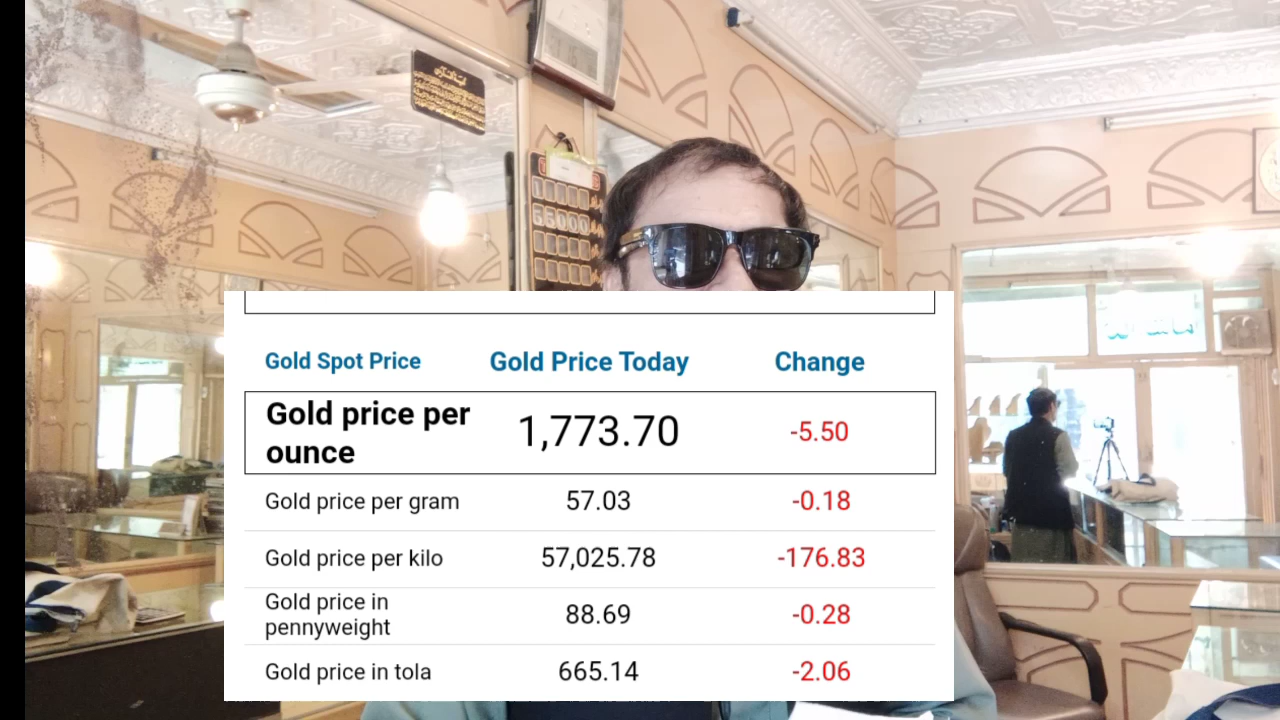 آية الكرسي
Gold Spot Price Gold Price Today Change
Gold price per ounce 1,773.70 -5.50
Gold price per gram 57.03 -0.18
Gold price per kilo 57,025.78 -176.83
Gold price in pennyweight 88.69 -0.28
Gold price in tola 665.14 -2.06